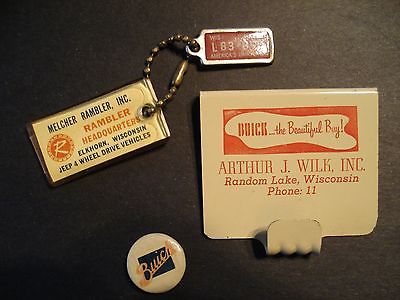 WIS
L83
AMERICA'S
MELCHER RAMBLER, INC.
RAMBLER
HEADQUARTERS
ELKHORN, WISCONSIN
JEEP 4 WHEEL DRIVE VEHICLES
R
BUICK...the Beautiful Buy!
ARTHUR J. WILK, INC.
Random Lake, Wisconsin
Phone: 11
Buick